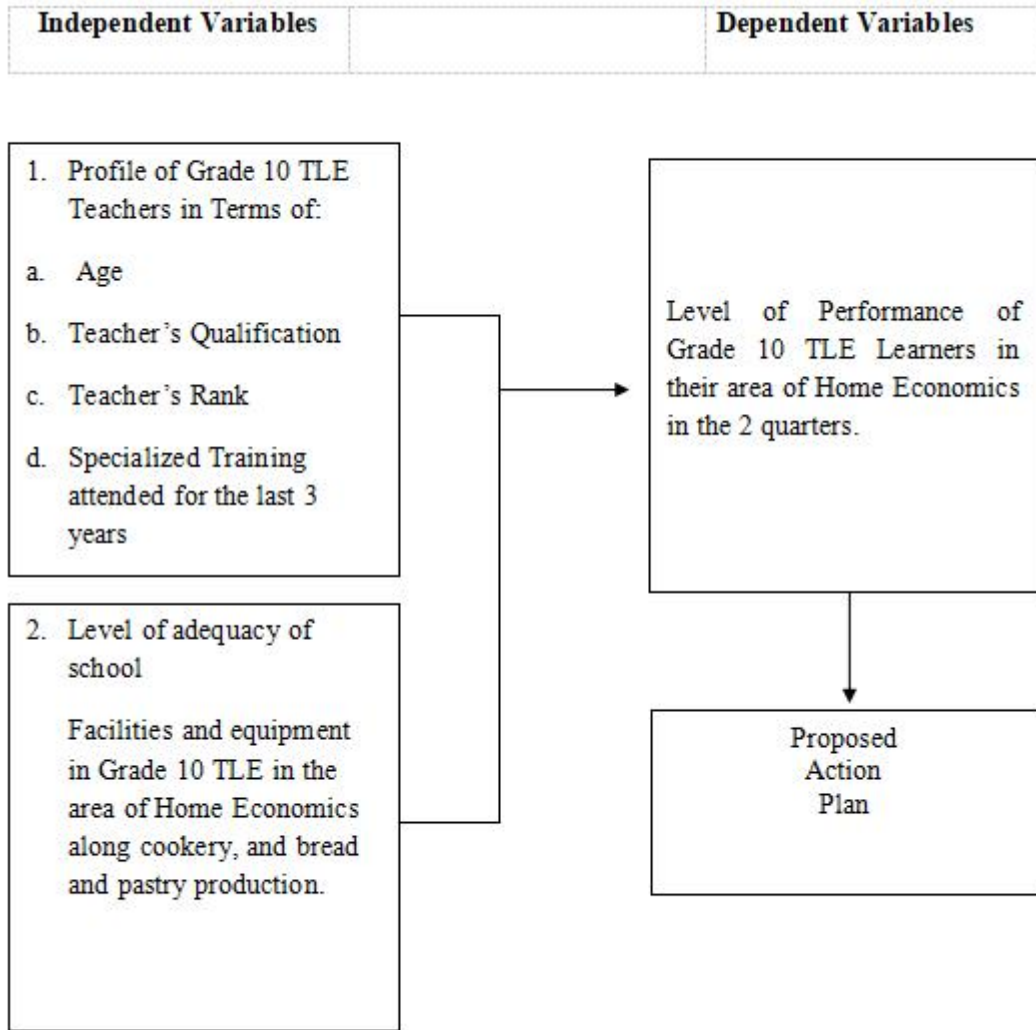 Independent Variables
Dependent Variables
1. Profile of Grade 10 TLE
Teachers in Terms of:
a. Age
b. Teacher’s Qualification
c. Teacher’s Rank
d. Specialized Training
attended for the last 3
years
2. Level of adequacy of
school
Facilities and equipment
in Grade 10 TLE in the
area of Home Economics
along cookery, and bread
and pastry production.
Level of Performance of
Grade 10 TLE Learners in
their area of Home Economics
in the 2 quarters.
Proposed
Action
Plan